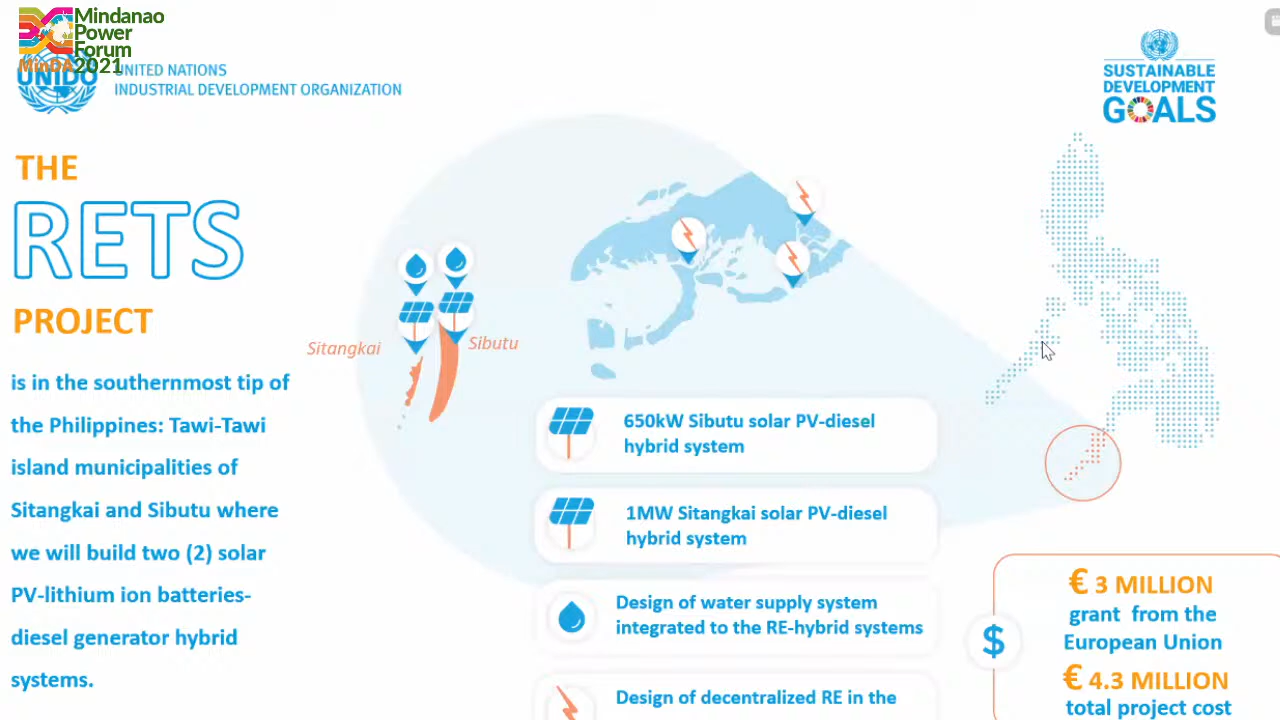 Mindanao
Power
Forum
MinDA 2021
UNIDO
UNITED NATIONS
INDUSTRIAL DEVELOPMENT ORGANIZATION
SUSTAINABLE
DEVELOPMENT
GOALS
THE
RETS
PROJECT
is in the southernmost tip of
the Philippines: Tawi-Tawi
island municipalities of
Sitangkai and Sibutu where
we will build two (2) solar
PV-lithium ion batteries-
diesel generator hybrid
systems.
Sitangkai
Sibutu
650kW Sibutu solar PV-diesel
hybrid system
1MW Sitangkai solar PV-diesel
hybrid system
Design of water supply system
integrated to the RE-hybrid systems
Design of decentralized RE in the
$
€ 3 MILLION
grant from the
European Union
€ 4.3 MILLION
total project cost